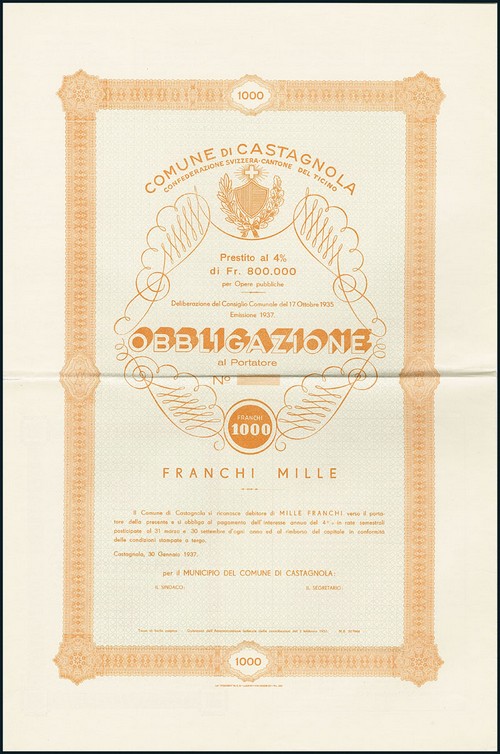 1000
COMUNE DI CASTAGNOLA
CONFEDERAZIONE SVIZZERA-CANTONE DEL TICINO
Prestito al 4%
di Fr. 800.000
per Opere pubbliche
Deliberazione del Consiglio Comunale del 17 Ottobre 1935
Emissione 1937.
OBBLIGAZIONE
al Portatore
No
FRANCHI
1000
FRANCHI MILLE
Il Comune di Castagnola si riconosce debitore di MILLE FRANCHI verso il porta-
tore della presente e si obbliga al pagamento dell'interesse annuo del 4% in rate semestrali
posticipate al 31 marzo e 30 settembre d'ogni anno ed al rimborso del capitale in conformità
delle condizioni stampate a tergo.
Castagnola, 30 Gennaio 1937.
per il MUNICIPIO DEL COMUNE DI CASTAGNOLA:
IL SINDACO:
IL SEGRETARIO:
1000